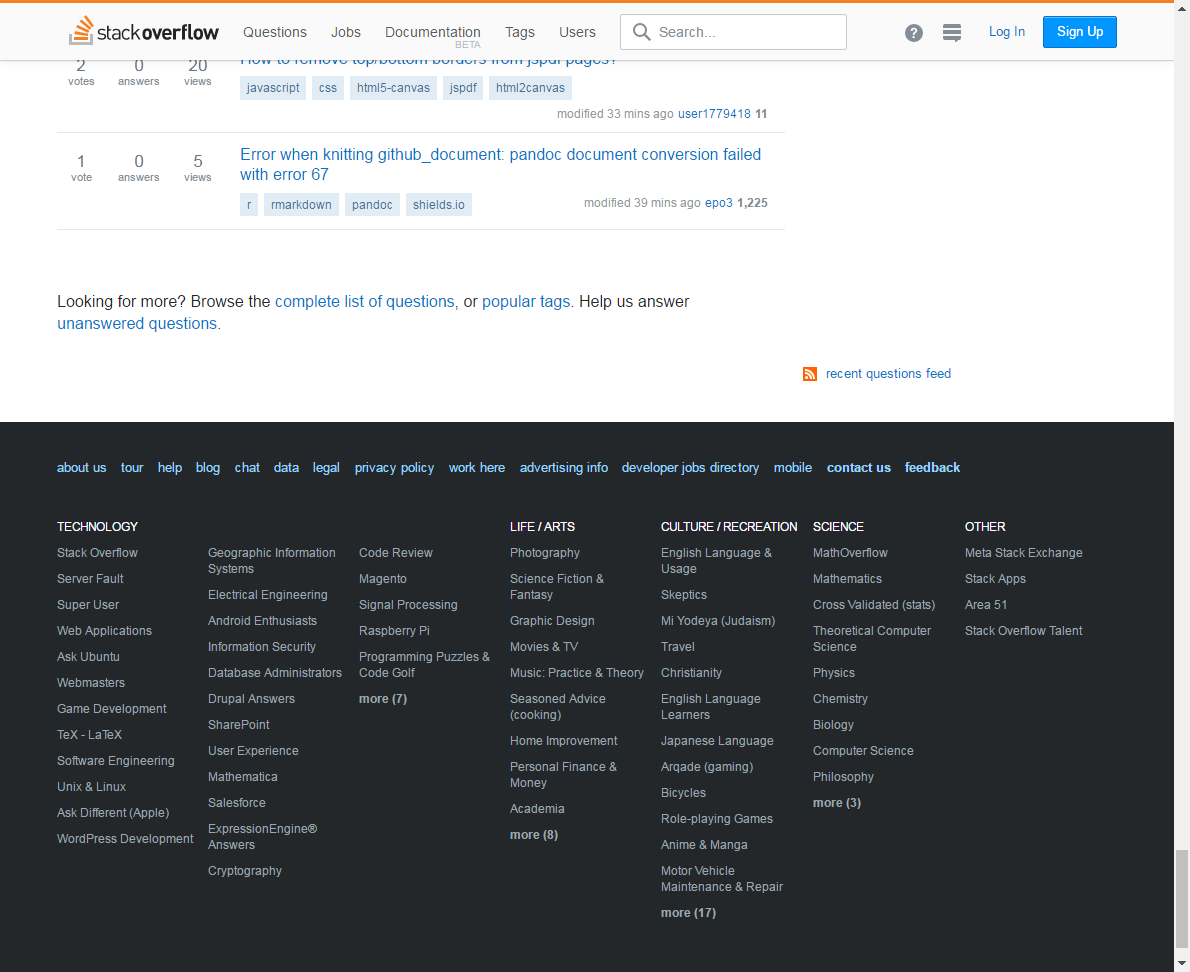 stackoverflow Questions Jobs Documentation BETA Tags Users Search... ? Log In Sign Up
2 votes 0 answers 20 views
How to remove top/bottom borders from jspdf pages?
javascript css html5-canvas jspdf html2canvas
modified 33 mins ago user1779418 11
1 vote 0 answers 5 views
Error when knitting github_document: pandoc document conversion failed
with error 67
r rmarkdown pandoc shields.io
modified 39 mins ago epo3 1,225
Looking for more? Browse the complete list of questions, or popular tags. Help us answer
unanswered questions.
recent questions feed
about us tour help blog chat data legal privacy policy work here advertising info developer jobs directory mobile contact us feedback
TECHNOLOGY
Stack Overflow
Server Fault
Super User
Web Applications
Ask Ubuntu
Webmasters
Game Development
TeX - LaTeX
Software Engineering
Unix & Linux
Ask Different (Apple)
WordPress Development
Geographic Information
Systems
Electrical Engineering
Android Enthusiasts
Information Security
Database Administrators
Drupal Answers
SharePoint
User Experience
Mathematica
Salesforce
ExpressionEngine®
Answers
Cryptography
Code Review
Magento
Signal Processing
Raspberry Pi
Programming Puzzles &
Code Golf
more (7)
LIFE / ARTS
Photography
Science Fiction &
Fantasy
Graphic Design
Movies & TV
Music: Practice & Theory
Seasoned Advice
(cooking)
Home Improvement
Personal Finance &
Money
Academia
more (8)
CULTURE / RECREATION
English Language &
Usage
Skeptics
Mi Yodeya (Judaism)
Travel
Christianity
English Language
Learners
Japanese Language
Arqade (gaming)
Bicycles
Role-playing Games
Anime & Manga
Motor Vehicle
Maintenance & Repair
more (17)
SCIENCE
MathOverflow
Mathematics
Cross Validated (stats)
Theoretical Computer
Science
Physics
Chemistry
Biology
Computer Science
Philosophy
more (3)
OTHER
Meta Stack Exchange
Stack Apps
Area 51
Stack Overflow Talent